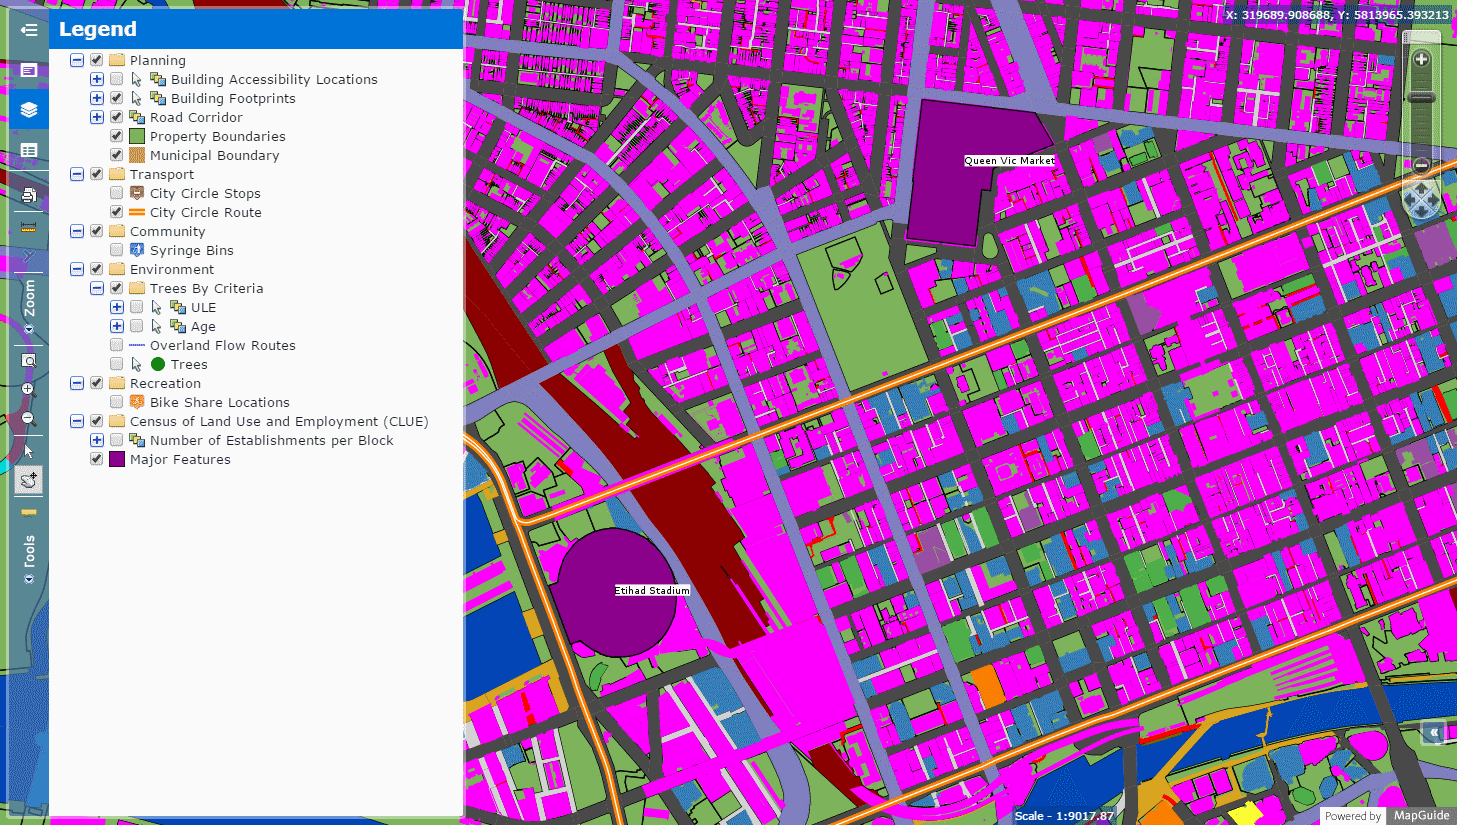 Legend
X: 319689.908688, Y: 5813965.393213
Planning
Building Accessibility Locations
Building Footprints
Road Corridor
Property Boundaries
Municipal Boundary
Transport
City Circle Stops
City Circle Route
Community
Syringe Bins
Environment
Trees By Criteria
ULE
Age
Overland Flow Routes
Trees
Recreation
Bike Share Locations
Census of Land Use and Employment (CLUE)
Number of Establishments per Block
Major Features
Zoom
Tools
Queen Vic Market
Etihad Stadium
Scale - 1:9017.87
Powered by MapGuide